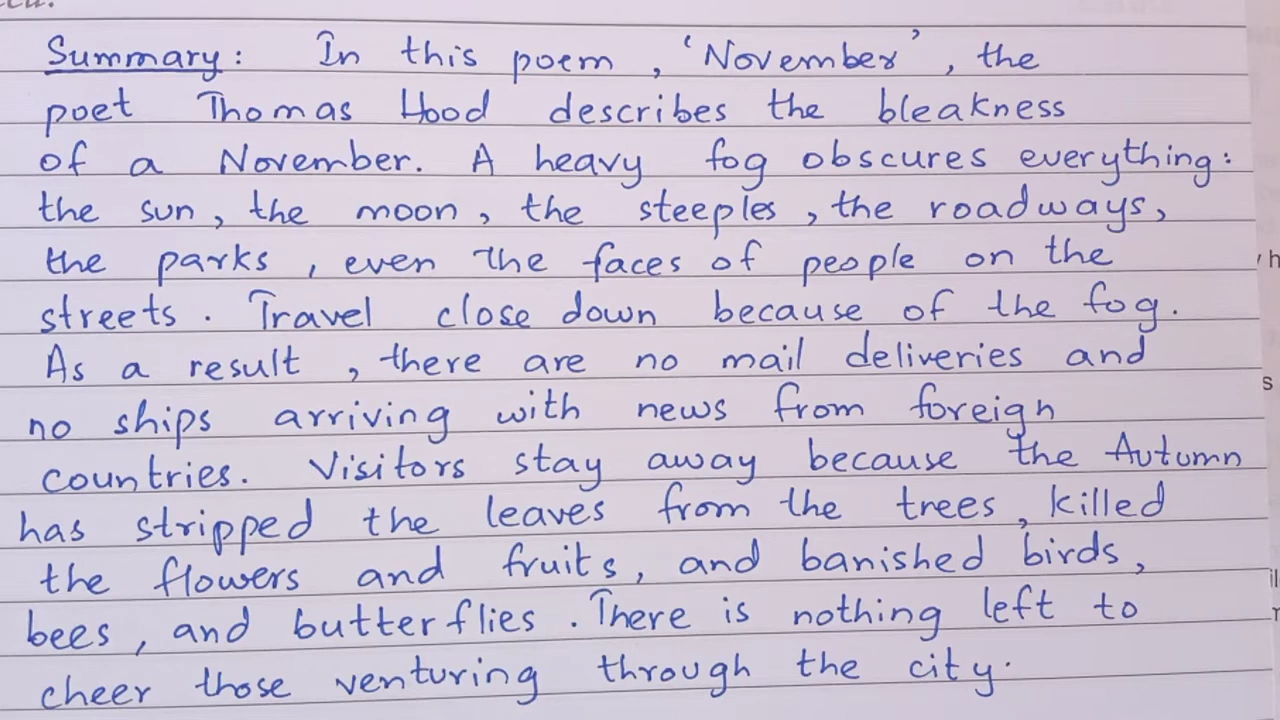 Summary: In this poem, 'November', the
poet Thomas Hood describes the bleakness
of a November. A heavy fog obscures everything:
the sun, the moon, the steeples, the roadways,
the parks, even the faces of people on the
streets. Travel close down because of the fog.
As a result, there are no mail deliveries and
no ships arriving with news from foreign
countries. Visitors stay away because the Autumn
has stripped the leaves from the trees, killed
the flowers and fruits, and banished birds,
bees, and butterflies. There is nothing left to
cheer those venturing through the city.